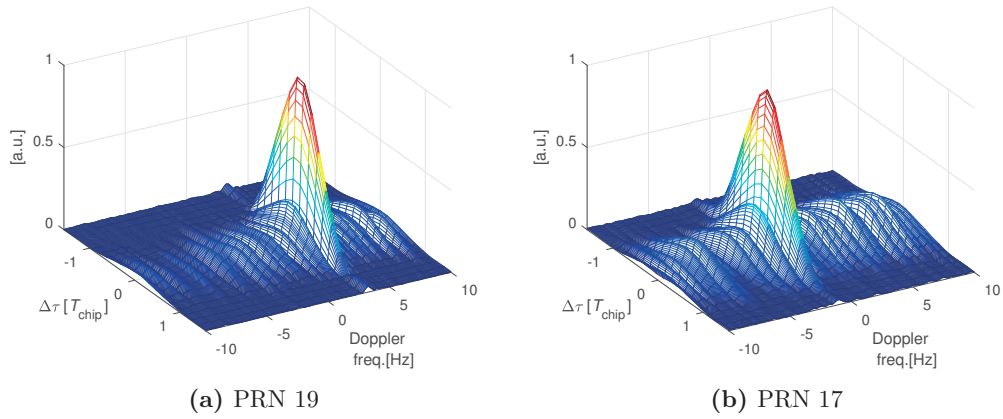 1
0.5
0
[a.u.]
-1
0
1
Δτ [T_chip]
-10
-5
0
5
10
Doppler
freq.[Hz]
(a) PRN 19
1
0.5
0
[a.u.]
-1
0
1
Δτ [T_chip]
-10
-5
0
5
10
Doppler
freq.[Hz]
(b) PRN 17